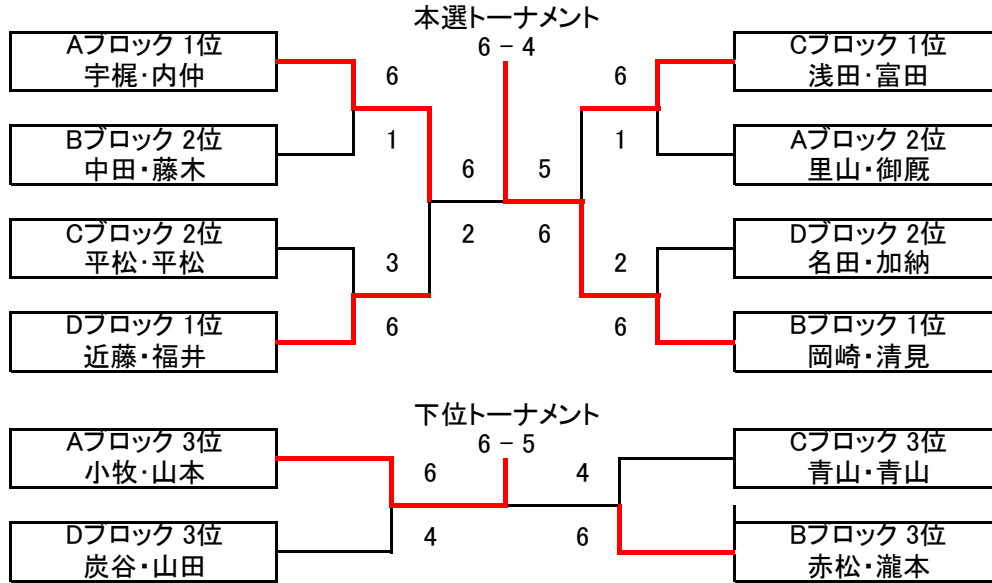 本選トーナメント
6 − 4
Aブロック 1位
宇梶・内仲
Cブロック 1位
浅田・富田
6
6
1
1
Bブロック 2位
中田・藤木
Aブロック 2位
里山・御厩
6
5
2
6
Cブロック 2位
平松・平松
Dブロック 2位
名田・加納
3
2
6
6
Dブロック 1位
近藤・福井
Bブロック 1位
岡崎・清見
下位トーナメント
6 − 5
Aブロック 3位
小牧・山本
Cブロック 3位
青山・青山
6
4
4
6
Dブロック 3位
炭谷・山田
Bブロック 3位
赤松・瀧本